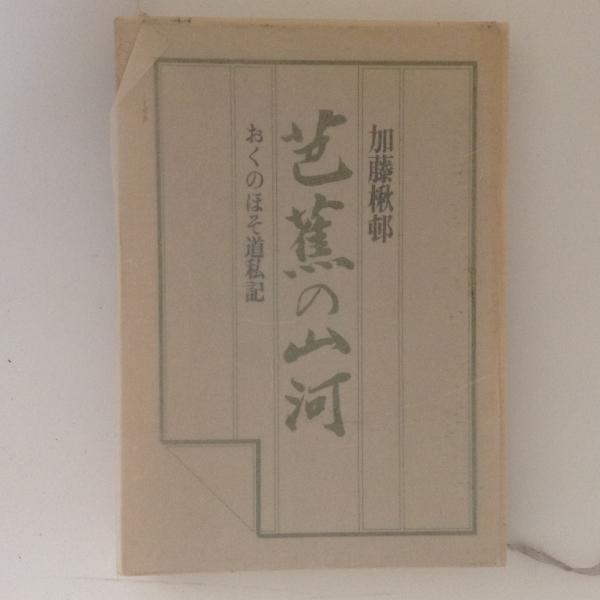 加藤楸邨
芭蕉の山河
おくのほそ道私記